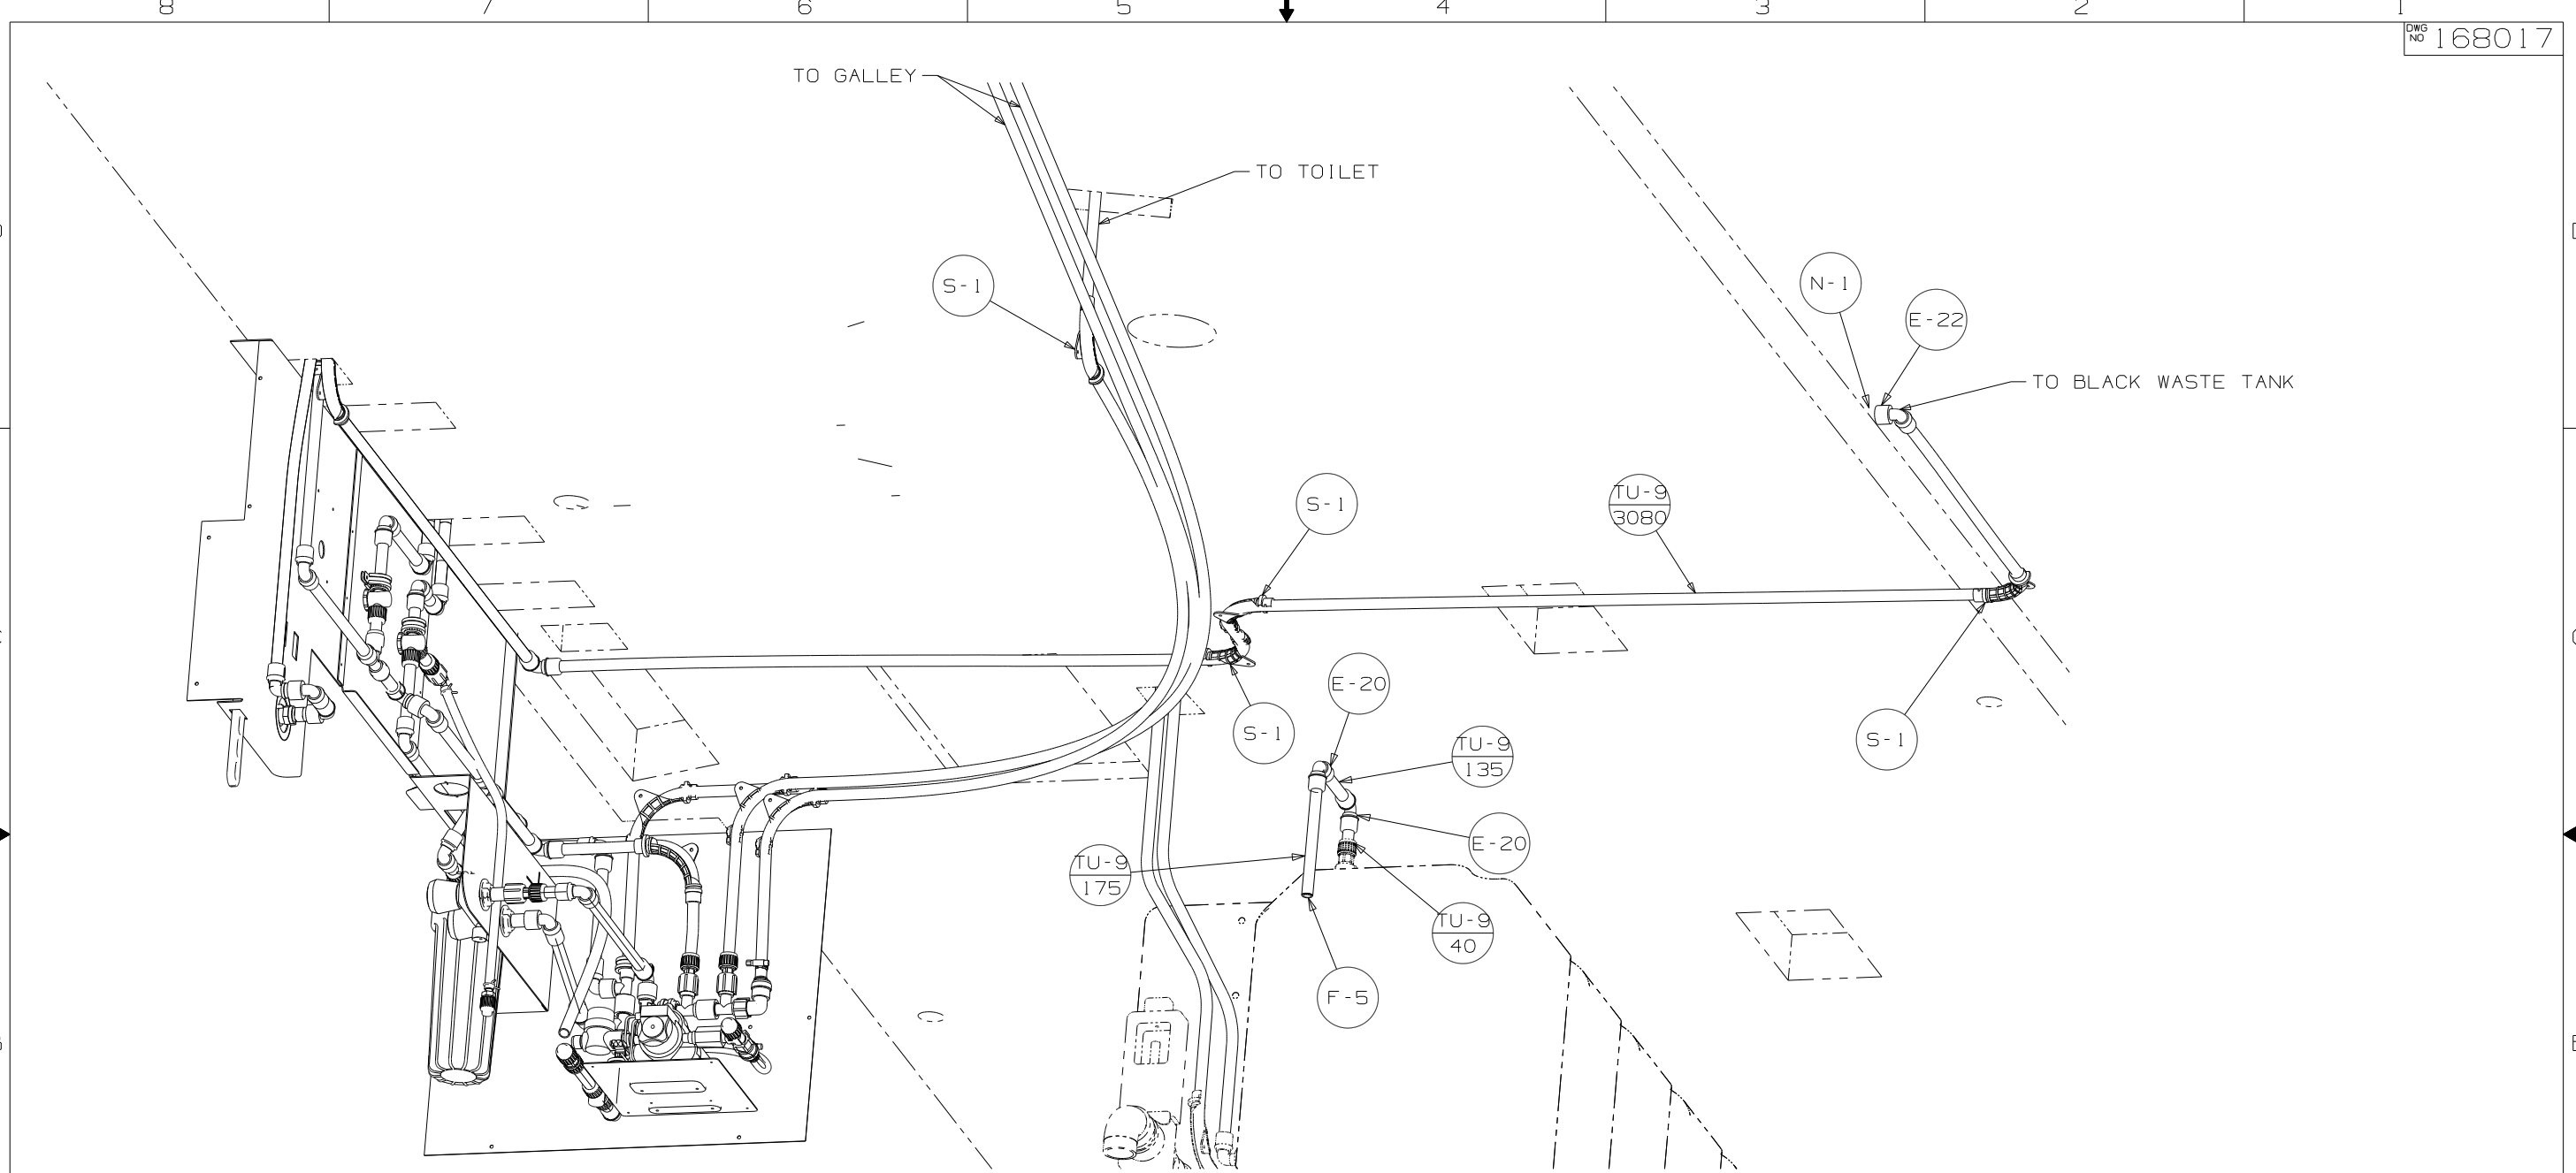 8 7 6 5 4 3 2 1
DWG NO 168017
TO GALLEY
TO TOILET
S-1
N-1
E-22
TO BLACK WASTE TANK
S-1
TU-9
3080
E-20
S-1
TU-9
135
S-1
E-20
TU-9
175
TU-9
40
F-5